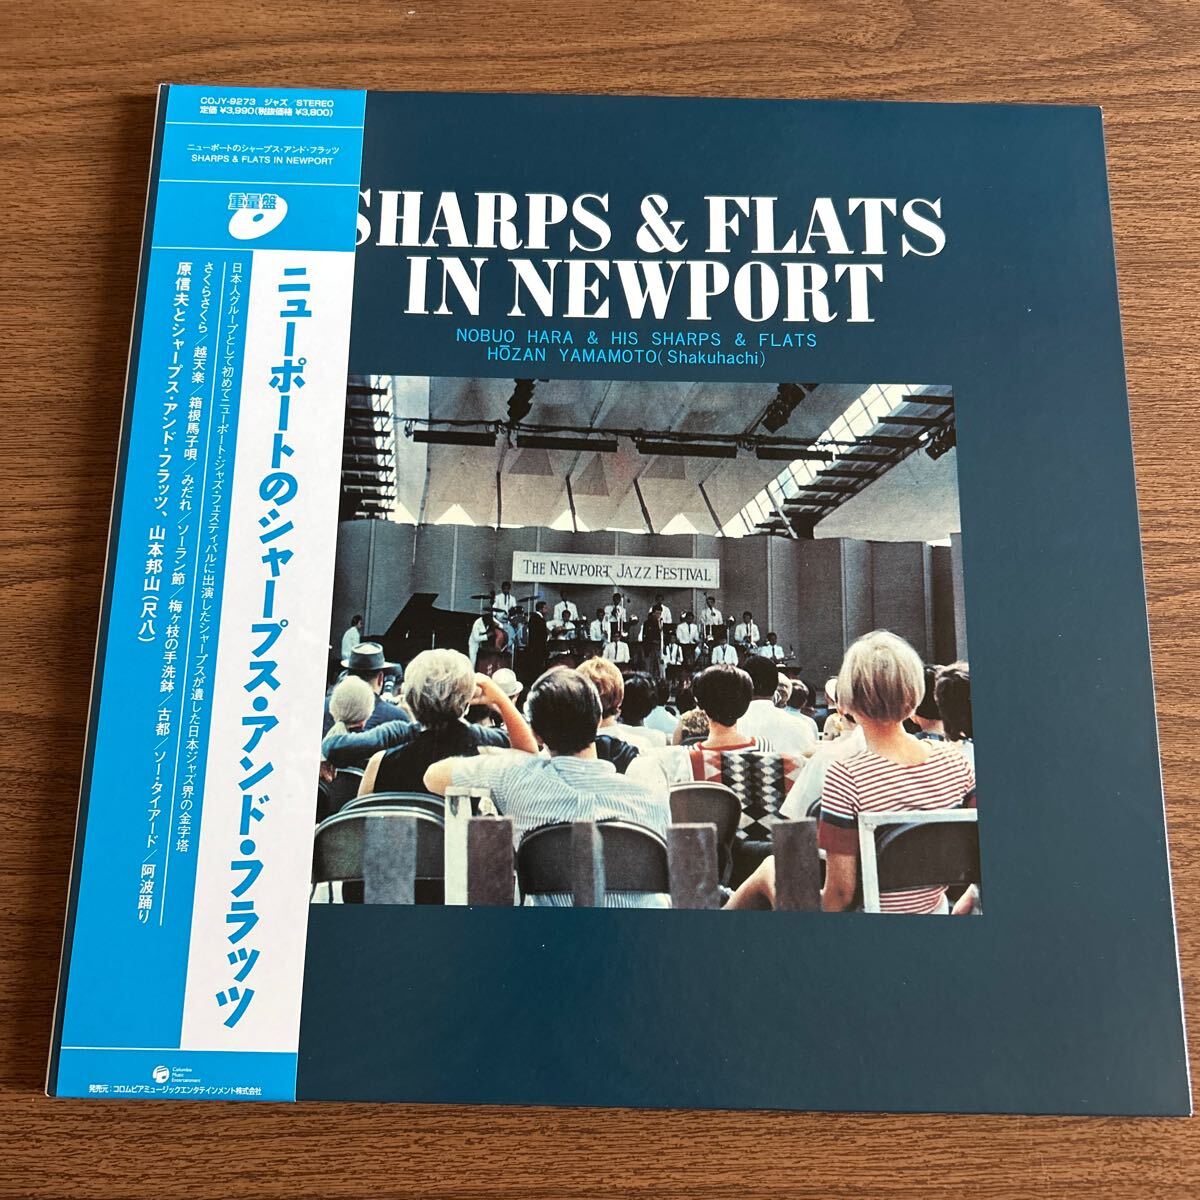 COJY-9273 ジャズ/STEREO
定価 ¥3,990(税抜価格 ¥3,800)
ニューポートのシャープス・アンド・フラッツ
SHARPS & FLATS IN NEWPORT
重量盤
ニューポートのシャープス・アンド・フラッツ
日本人グループとして初めてニューポート・ジャズ・フェスティバルに出演したシャープスが遺した日本ジャズ界の金字塔
さくらさくら/越天楽/箱根馬子唄/みだれ/ソーラン節/梅ヶ枝の手洗鉢/古都/ソー・タイアード/阿波踊り
原信夫とシャープス・アンド・フラッツ、山本邦山(尺八)
Columbia
Music
Entertainment
発売元:コロムビアミュージックエンタテインメント株式会社
SHARPS & FLATS
IN NEWPORT
NOBUO HARA & HIS SHARPS & FLATS
HŌZAN YAMAMOTO(Shakuhachi)
THE NEWPORT JAZZ FESTIVAL